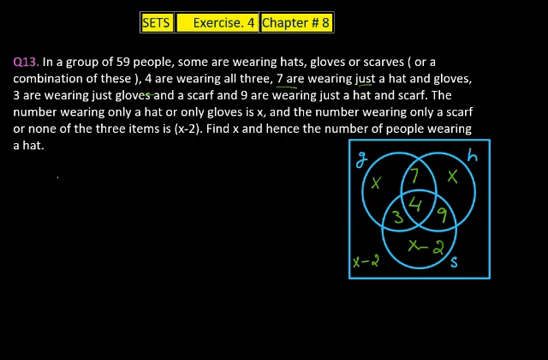 SETS Exercise. 4 Chapter # 8
Q13. In a group of 59 people, some are wearing hats, gloves or scarves ( or a
combination of these ), 4 are wearing all three, 7 are wearing just a hat and gloves,
3 are wearing just gloves and a scarf and 9 are wearing just a hat and scarf. The
number wearing only a hat or only gloves is x, and the number wearing only a scarf
or none of the three items is (x-2). Find x and hence the number of people wearing
a hat.
g h
x 7 x
4
3 9
x-2
x-2 s